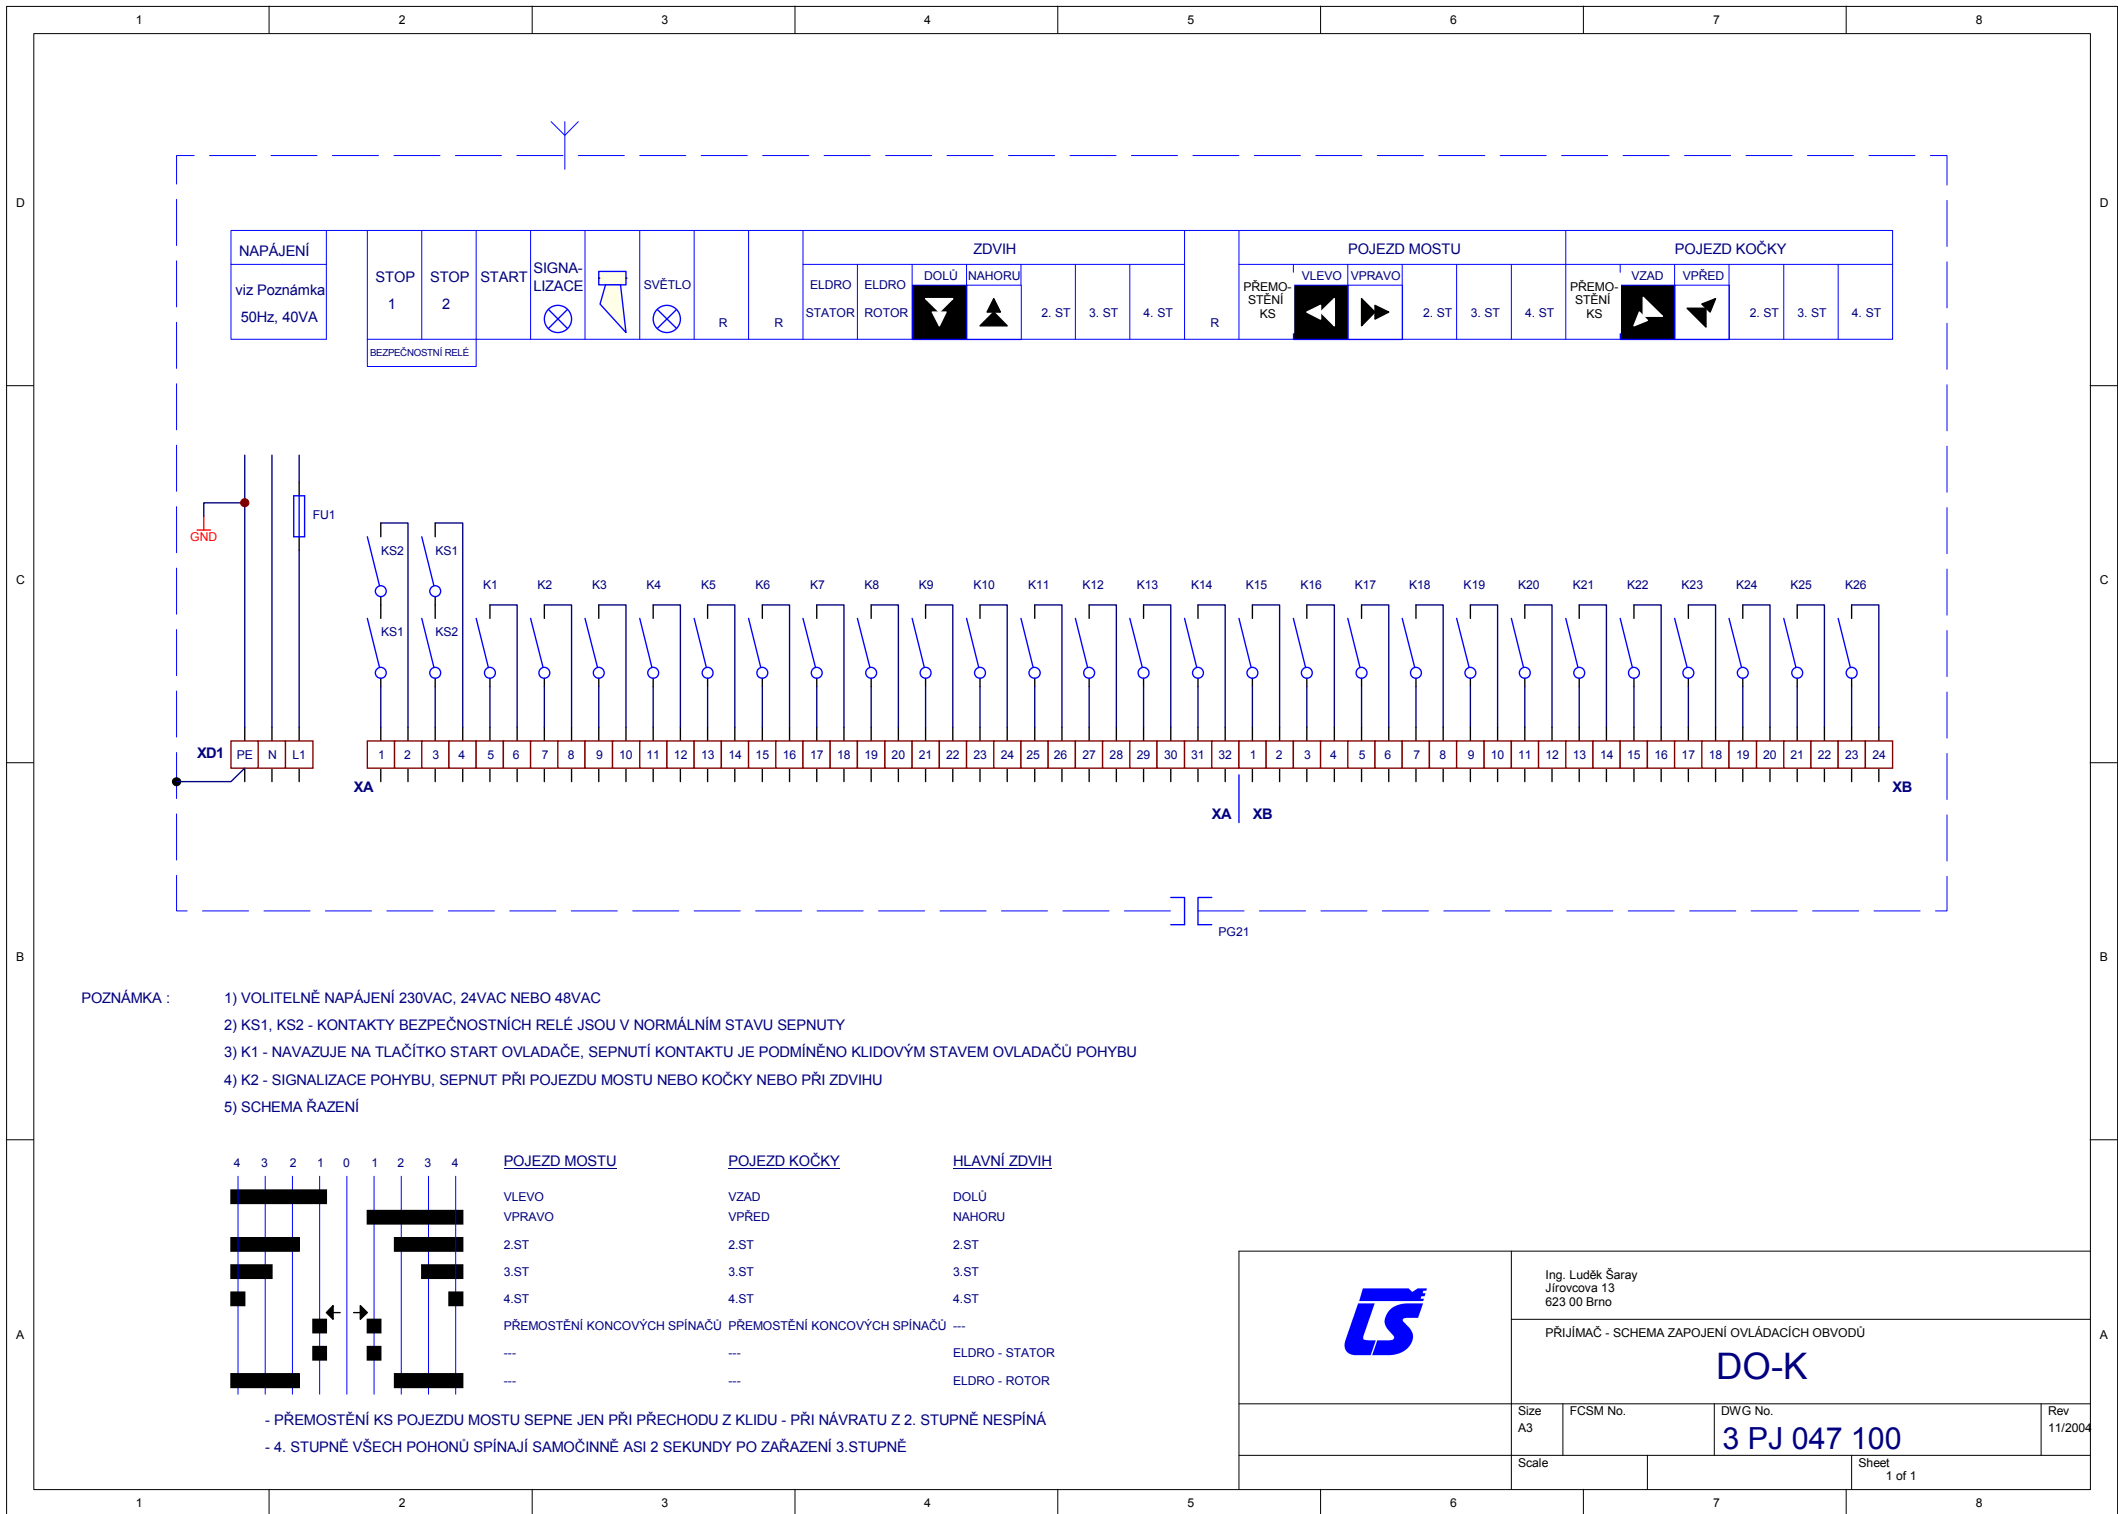 1 2 3 4 5 6 7 8
D D
NAPÁJENÍ
viz Poznámka
50Hz, 40VA
STOP
1
STOP
2
BEZPEČNOSTNÍ RELÉ
START
SIGNA-
LIZACE
SVĚTLO
R
R
ZDVIH
ELDRO
STATOR
ELDRO
ROTOR
DOLŮ
NAHORU
2. ST
3. ST
4. ST
R
POJEZD MOSTU
PŘEMO-
STĚNÍ
KS
VLEVO
VPRAVO
2. ST
3. ST
4. ST
POJEZD KOČKY
PŘEMO-
STĚNÍ
KS
VZAD
VPŘED
2. ST
3. ST
4. ST
GND
FU1
KS2 KS1
C C
K1 K2 K3 K4 K5 K6 K7 K8 K9 K10 K11 K12 K13 K14 K15 K16 K17 K18 K19 K20 K21 K22 K23 K24 K25 K26
KS1 KS2
XD1 PE N L1
1 2 3 4 5 6 7 8 9 10 11 12 13 14 15 16 17 18 19 20 21 22 23 24 25 26 27 28 29 30 31 32 1 2 3 4 5 6 7 8 9 10 11 12 13 14 15 16 17 18 19 20 21 22 23 24
XA XB
XA XB
PG21
B B
POZNÁMKA :
1) VOLITELNĚ NAPÁJENÍ 230VAC, 24VAC NEBO 48VAC
2) KS1, KS2 - KONTAKTY BEZPEČNOSTNÍCH RELÉ JSOU V NORMÁLNÍM STAVU SEPNUTY
3) K1 - NAVAZUJE NA TLAČÍTKO START OVLADAČE, SEPNUTÍ KONTAKTU JE PODMÍNĚNO KLIDOVÝM STAVEM OVLADAČŮ POHYBU
4) K2 - SIGNALIZACE POHYBU, SEPNUT PŘI POJEZDU MOSTU NEBO KOČKY NEBO PŘI ZDVIHU
5) SCHEMA ŘAZENÍ
4 3 2 1 0 1 2 3 4
POJEZD MOSTU POJEZD KOČKY HLAVNÍ ZDVIH
VLEVO VZAD DOLŮ
VPRAVO VPŘED NAHORU
2.ST 2.ST 2.ST
3.ST 3.ST 3.ST
4.ST 4.ST 4.ST
PŘEMOSTĚNÍ KONCOVÝCH SPÍNAČŮ PŘEMOSTĚNÍ KONCOVÝCH SPÍNAČŮ ---
--- --- ELDRO - STATOR
--- --- ELDRO - ROTOR
- PŘEMOSTĚNÍ KS POJEZDU MOSTU SEPNE JEN PŘI PŘECHODU Z KLIDU - PŘI NÁVRATU Z 2. STUPNĚ NESPÍNÁ
- 4. STUPNĚ VŠECH POHONŮ SPÍNAJÍ SAMOČINNĚ ASI 2 SEKUNDY PO ZAŘAZENÍ 3.STUPNĚ
A A
LS
Ing. Luděk Šaray
Jírovcova 13
623 00 Brno
PŘIJÍMAČ - SCHEMA ZAPOJENÍ OVLÁDACÍCH OBVODŮ
DO-K
Size
A3
FCSM No.
DWG No.
3 PJ 047 100
Rev
11/2004
Scale
Sheet
1 of 1
1 2 3 4 5 6 7 8